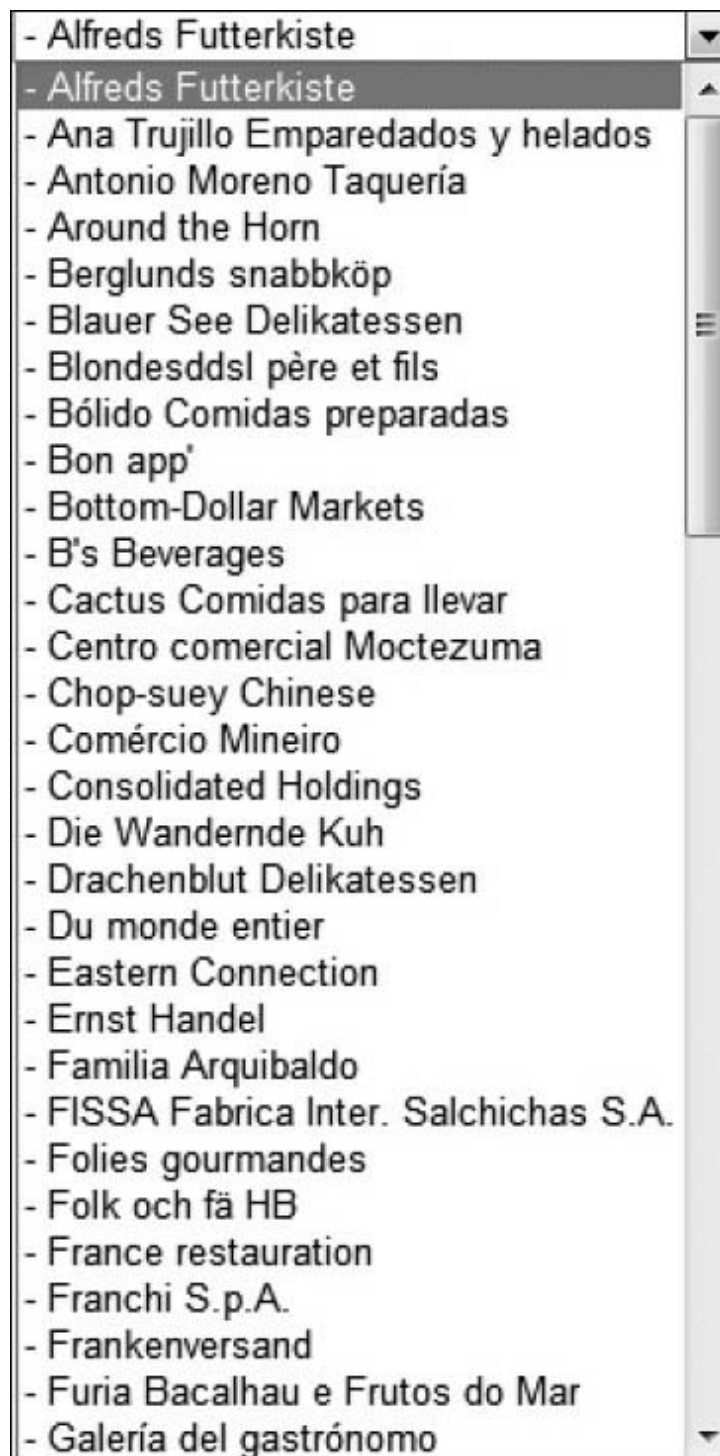 - Alfreds Futterkiste
- Alfreds Futterkiste
- Ana Trujillo Emparedados y helados
- Antonio Moreno Taquería
- Around the Horn
- Berglunds snabbköp
- Blauer See Delikatessen
- Blondesddsl père et fils
- Bólido Comidas preparadas
- Bon app'
- Bottom-Dollar Markets
- B's Beverages
- Cactus Comidas para llevar
- Centro comercial Moctezuma
- Chop-suey Chinese
- Comércio Mineiro
- Consolidated Holdings
- Die Wandernde Kuh
- Drachenblut Delikatessen
- Du monde entier
- Eastern Connection
- Ernst Handel
- Familia Arquibaldo
- FISSA Fabrica Inter. Salchichas S.A.
- Folies gourmandes
- Folk och fä HB
- France restauration
- Franchi S.p.A.
- Frankenversand
- Furia Bacalhau e Frutos do Mar
- Galería del gastrónomo